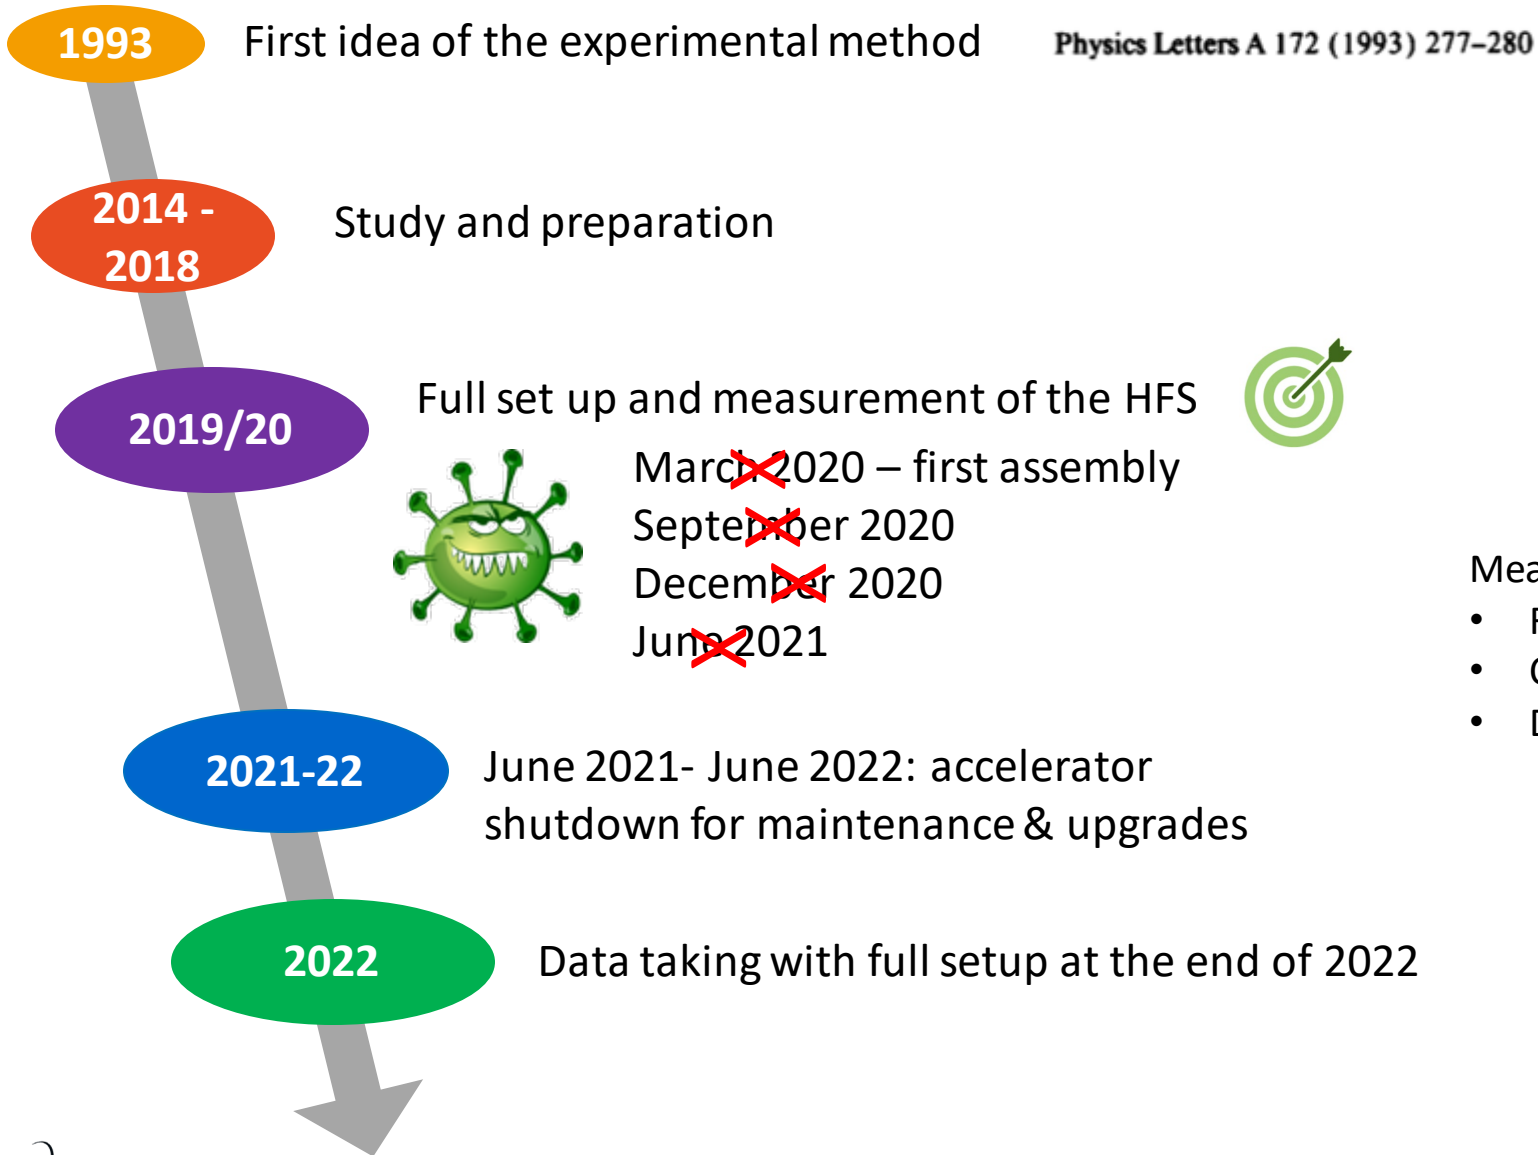 1993
First idea of the experimental method
Physics Letters A 172 (1993) 277–280
2014 -
2018
Study and preparation
2019/20
Full set up and measurement of the HFS
March 2020 – first assembly
September 2020
December 2020
June 2021
2021-22
June 2021- June 2022: accelerator
shutdown for maintenance & upgrades
2022
Data taking with full setup at the end of 2022